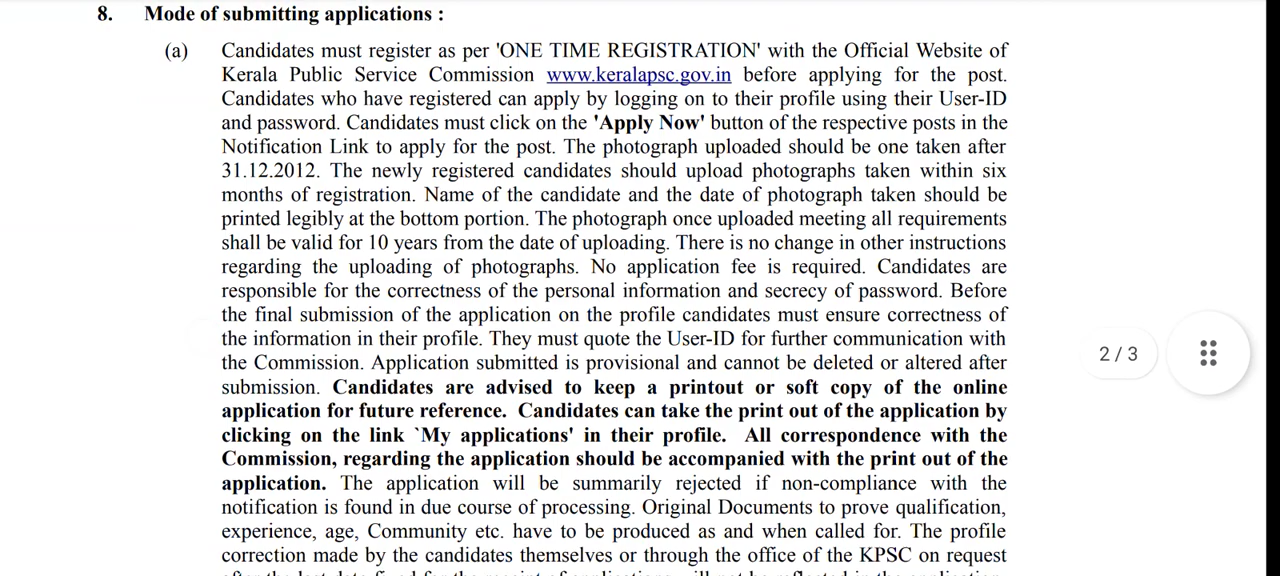 8. Mode of submitting applications :
(a) Candidates must register as per 'ONE TIME REGISTRATION' with the Official Website of
Kerala Public Service Commission www.keralapsc.gov.in before applying for the post.
Candidates who have registered can apply by logging on to their profile using their User-ID
and password. Candidates must click on the 'Apply Now' button of the respective posts in the
Notification Link to apply for the post. The photograph uploaded should be one taken after
31.12.2012. The newly registered candidates should upload photographs taken within six
months of registration. Name of the candidate and the date of photograph taken should be
printed legibly at the bottom portion. The photograph once uploaded meeting all requirements
shall be valid for 10 years from the date of uploading. There is no change in other instructions
regarding the uploading of photographs. No application fee is required. Candidates are
responsible for the correctness of the personal information and secrecy of password. Before
the final submission of the application on the profile candidates must ensure correctness of
the information in their profile. They must quote the User-ID for further communication with
the Commission. Application submitted is provisional and cannot be deleted or altered after
submission. Candidates are advised to keep a printout or soft copy of the online
application for future reference. Candidates can take the print out of the application by
clicking on the link `My applications' in their profile. All correspondence with the
Commission, regarding the application should be accompanied with the print out of the
application. The application will be summarily rejected if non-compliance with the
notification is found in due course of processing. Original Documents to prove qualification,
experience, age, Community etc. have to be produced as and when called for. The profile
correction made by the candidates themselves or through the office of the KPSC on request
2 / 3